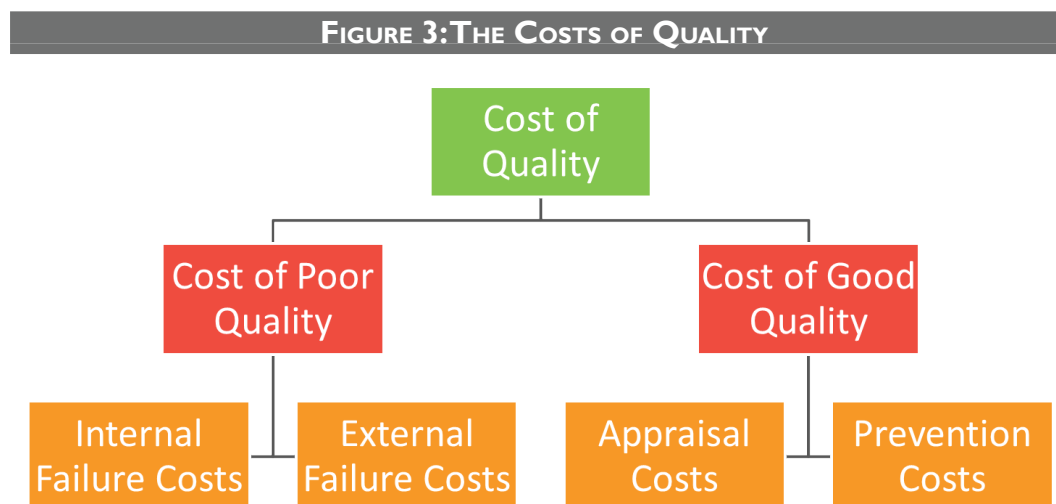 FIGURE 3: THE COSTS OF QUALITY
Cost of
Quality
Cost of Poor
Quality
Cost of Good
Quality
Internal
Failure Costs
External
Failure Costs
Appraisal
Costs
Prevention
Costs